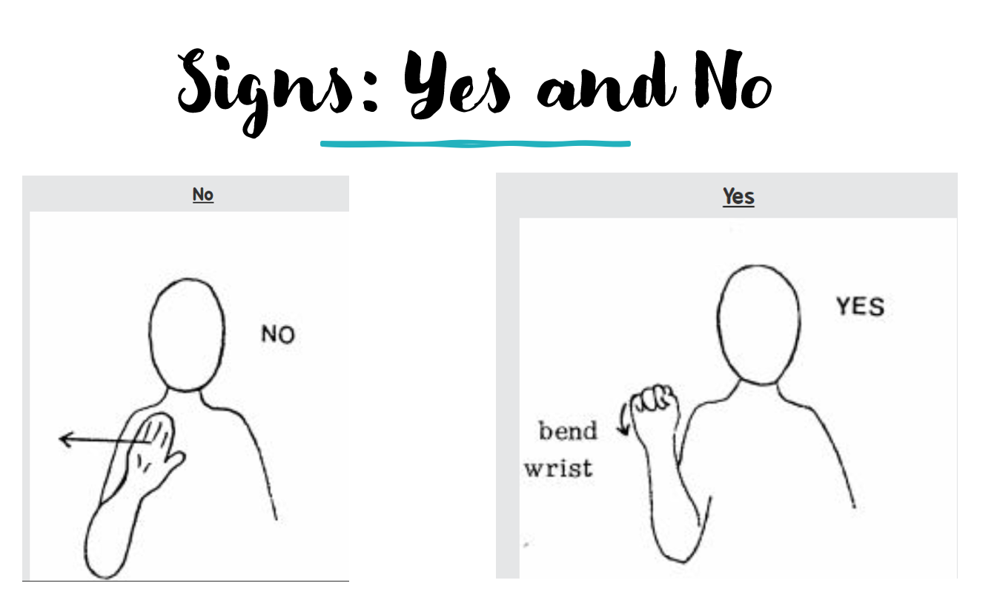 Signs: Yes and No
No
NO
Yes
YES
bend
wrist